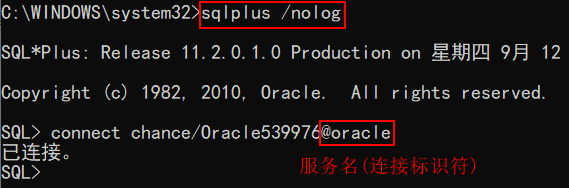 C:\WINDOWS\system32>sqlplus /nolog
SQL*Plus: Release 11.2.0.1.0 Production on 星期四 9月 12
Copyright (c) 1982, 2010, Oracle.  All rights reserved.
SQL> connect chance/Oracle539976@oracle
已连接。
服务名(连接标识符)
SQL>